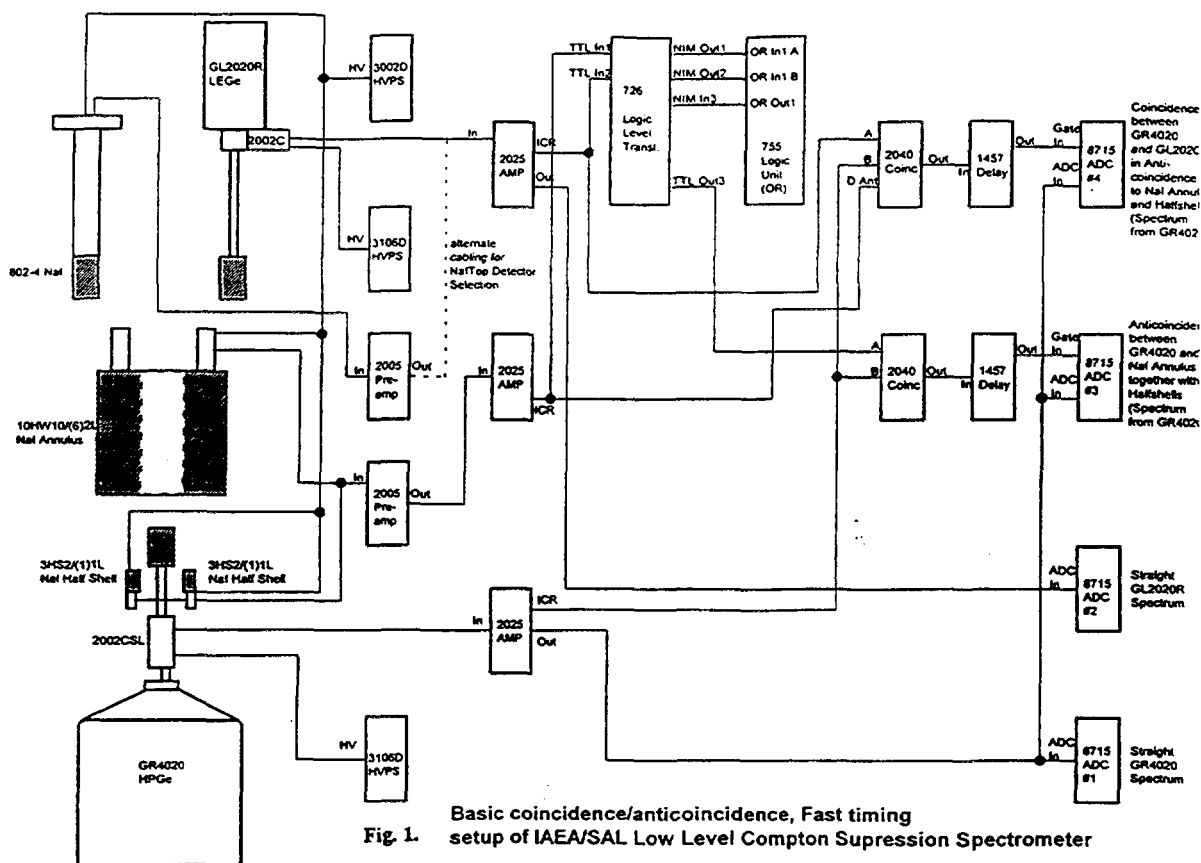 GL2020R
LEGe
2002C
802-4 NaI
HV
3002D
HVPS
HV
3106D
HVPS
alternate
cabling for
NaITop Detector
Selection
In
2025
AMP
ICR
Out
TTL In1
TTL In2
726
Logic
Level
Transl.
NIM Out1
NIM Out2
NIM In3
TTL Out3
OR In1 A
OR In1 B
OR Out1
755
Logic
Unit
(OR)
A
B
D Ant
2040
Coinc
Out
In
1457
Delay
Out
Gate
In
ADC
In
8715
ADC
#4
Coincidence
between
GR4020
and GL202
in Anti-
coincidence
to NaI Annu
and Halfshel
(Spectrum
from GR402
10HW10/(6)2L
NaI Annulus
In
2005
Pre-
amp
Out
In
2025
AMP
ICR
A
B
2040
Coinc
Out
In
1457
Delay
Out
Gate
In
ADC
In
8715
ADC
#3
Anticoincide
between
GR4020 and
NaI Annulus
together with
Halfshells
(Spectrum
from GR402
In
2005
Pre-
amp
Out
3HS2/(1)1L
NaI Half Shell
3HS2/(1)1L
NaI Half Shell
2002CSL
In
2025
AMP
ICR
Out
ADC
In
8715
ADC
#2
Straight
GL2020R
Spectrum
GR4020
HPGe
HV
3106D
HVPS
ADC
In
8715
ADC
#1
Straight
GR4020
Spectrum
Fig. 1.
Basic coincidence/anticoincidence, Fast timing
setup of IAEA/SAL Low Level Compton Supression Spectrometer